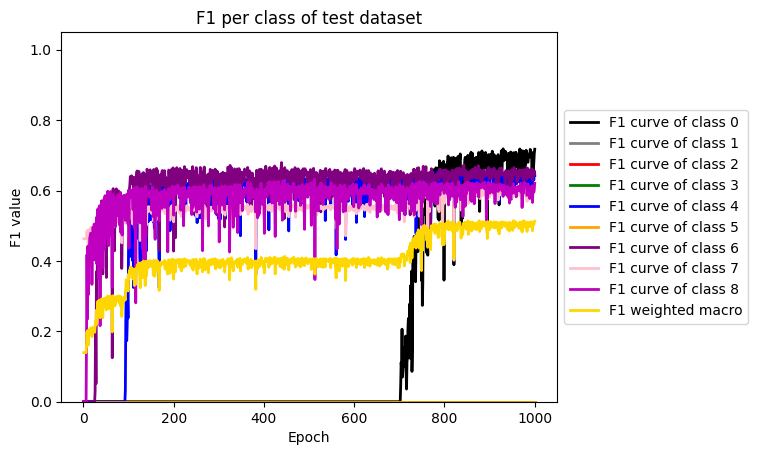 F1 per class of test dataset
F1 value
1.0
0.8
0.6
0.4
0.2
0.0
0
200
400
600
800
1000
Epoch
F1 curve of class 0
F1 curve of class 1
F1 curve of class 2
F1 curve of class 3
F1 curve of class 4
F1 curve of class 5
F1 curve of class 6
F1 curve of class 7
F1 curve of class 8
F1 weighted macro